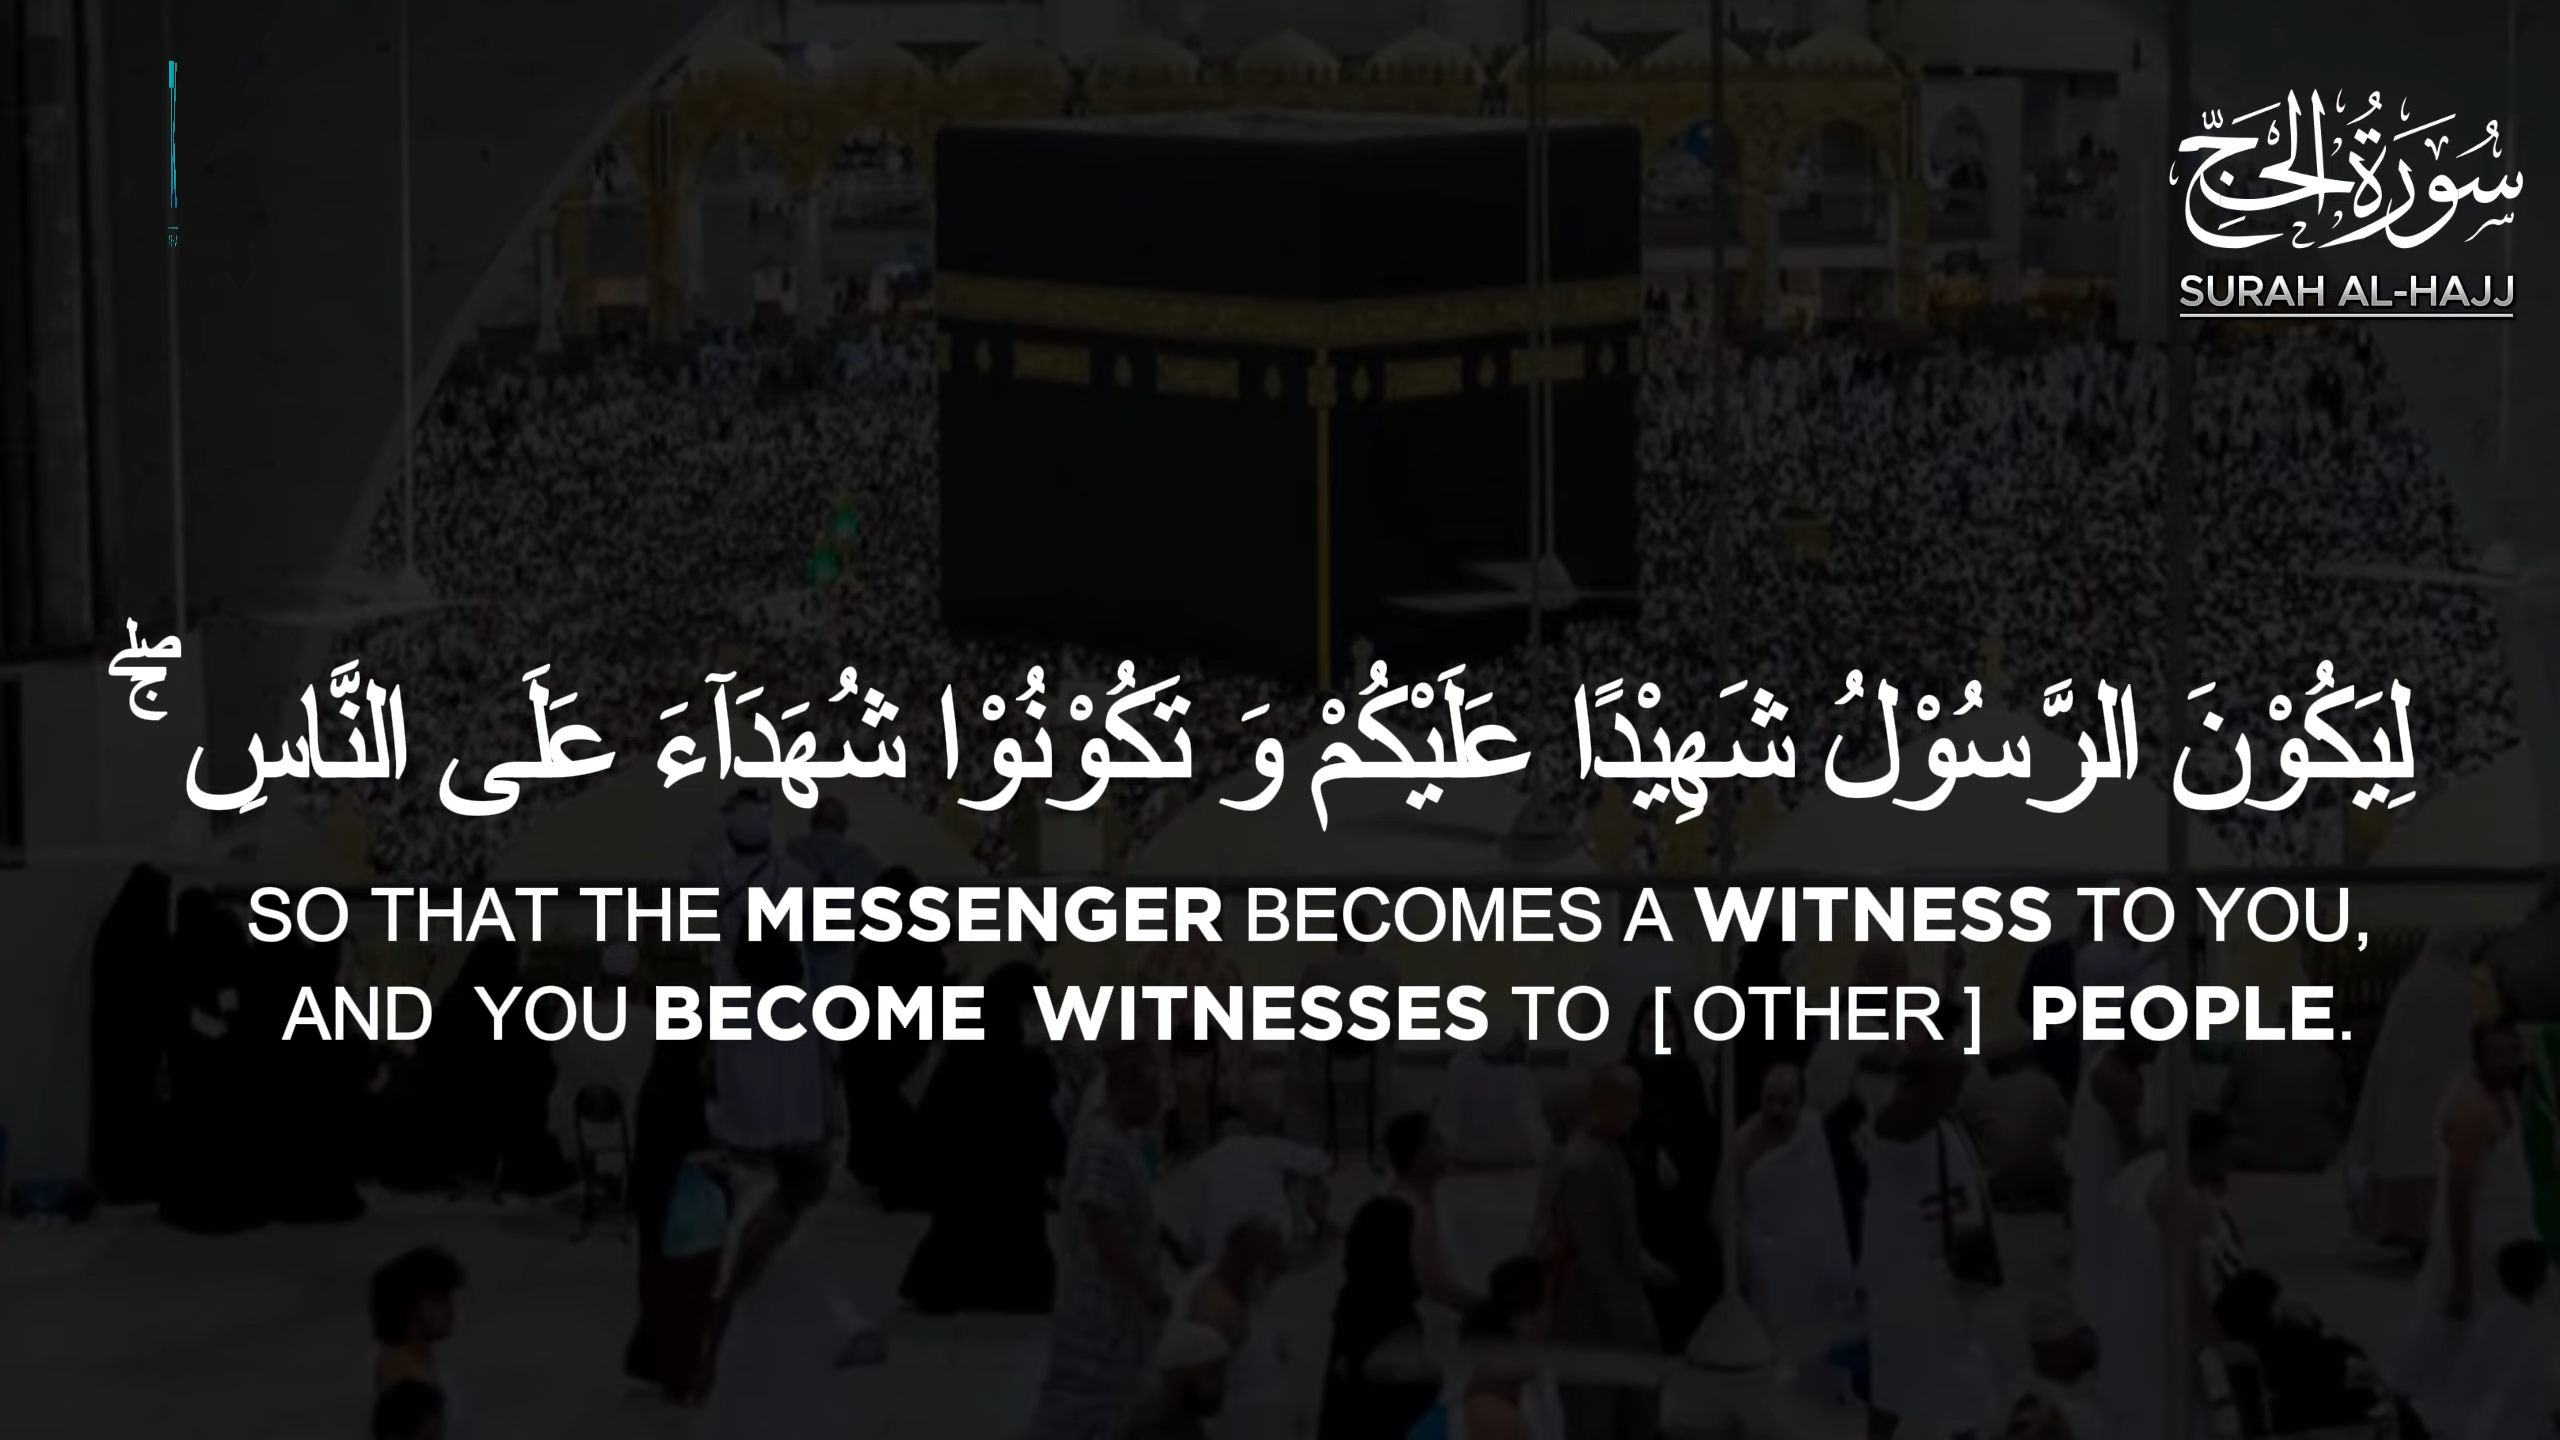 سُورَةُ الحَجِّ
SURAH AL-HAJJ
لِيَكُوْنَ الرَّسُوْلُ شَهِيْدًا عَلَيْكُمْ وَ تَكُوْنُوْا شُهَدَآءَ عَلَى النَّاسِ ۖۚ
SO THAT THE MESSENGER BECOMES A WITNESS TO YOU,
AND YOU BECOME WITNESSES TO [ OTHER ] PEOPLE.